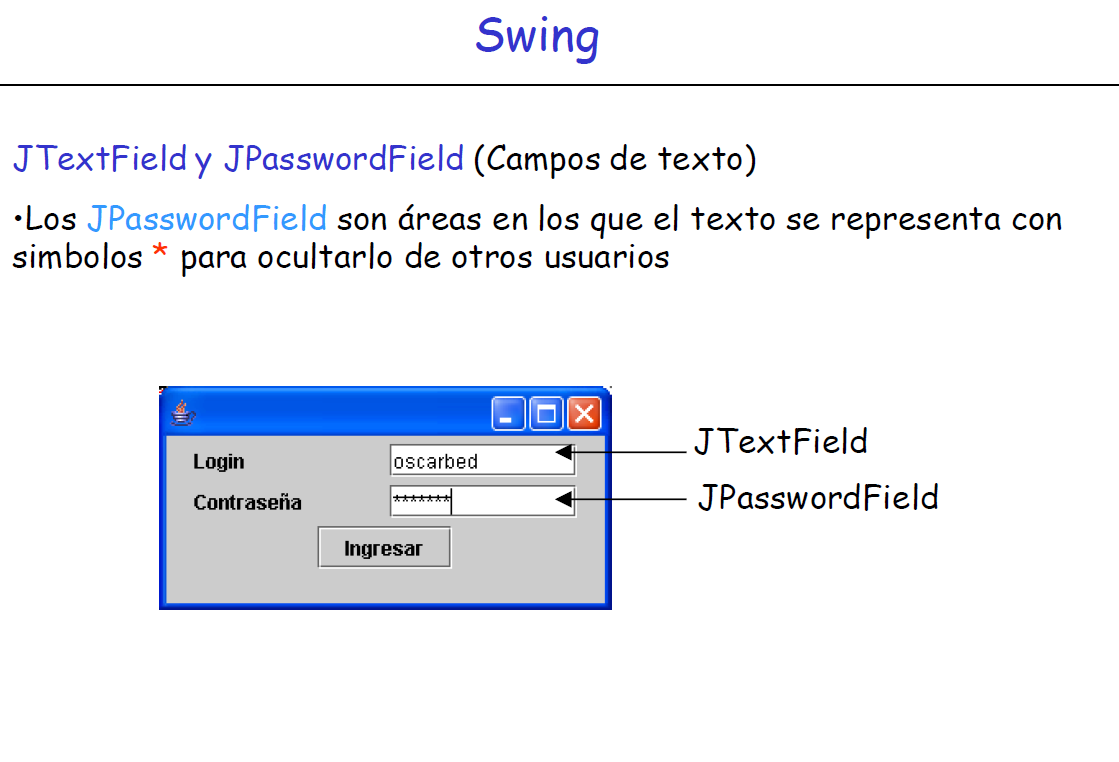 Swing
JTextField y JPasswordField (Campos de texto)
•Los JPasswordField son áreas en los que el texto se representa con
simbolos * para ocultarlo de otros usuarios
Login
oscarbed
JTextField
Contraseña
*******
JPasswordField
Ingresar